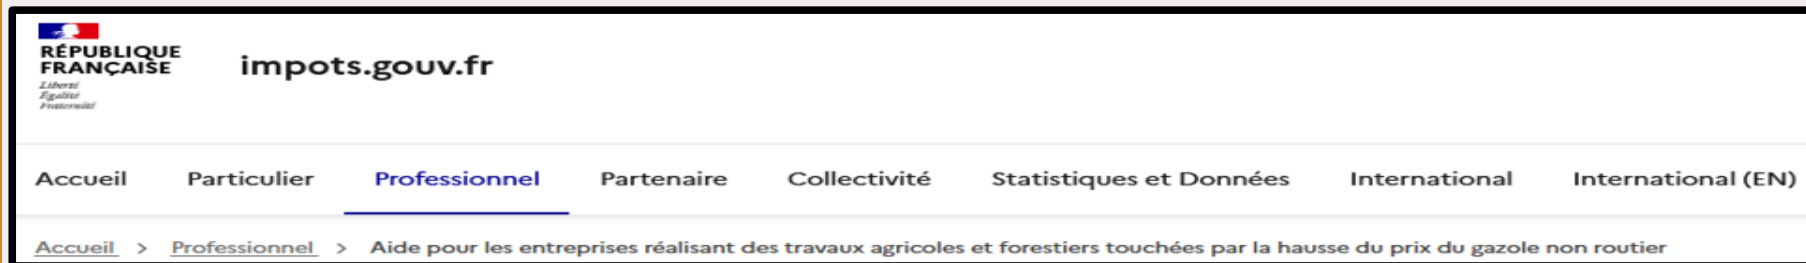 RÉPUBLIQUE
FRANÇAISE
Liberté
Égalité
Fraternité
impots.gouv.fr
Accueil Particulier Professionnel Partenaire Collectivité Statistiques et Données International International (EN)
Accueil > Professionnel > Aide pour les entreprises réalisant des travaux agricoles et forestiers touchées par la hausse du prix du gazole non routier